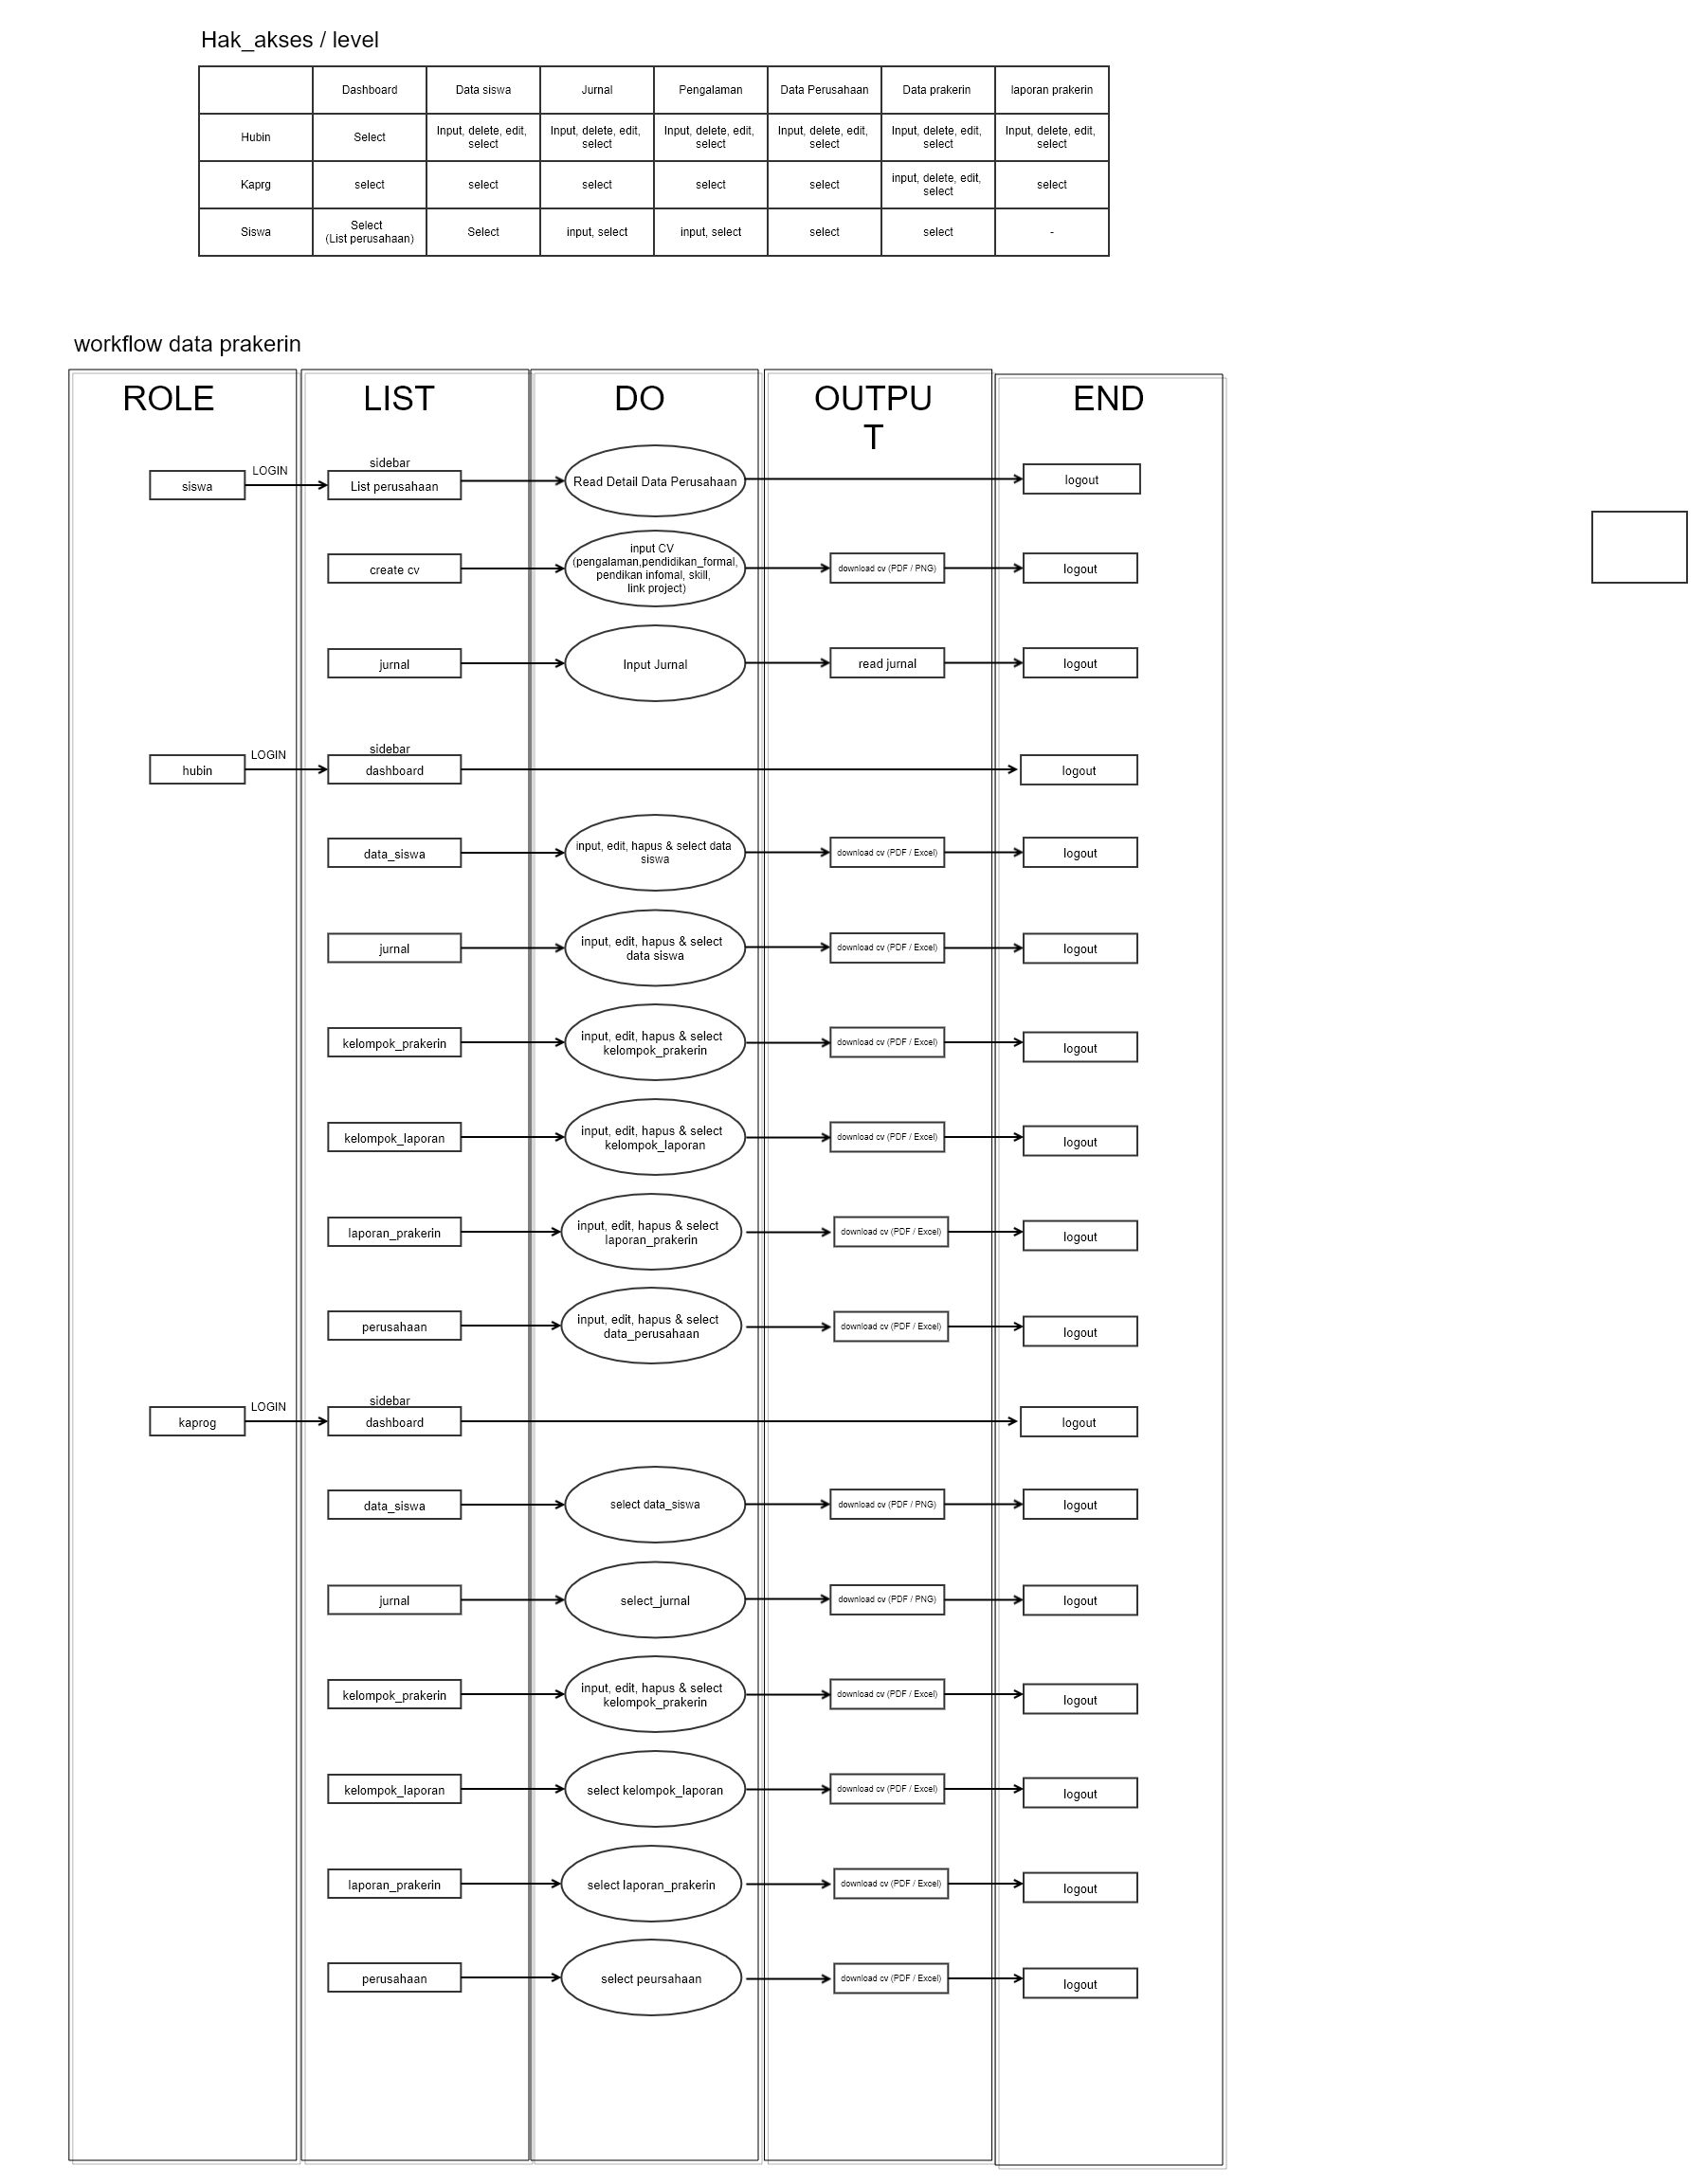 Hak_akses / level
Dashboard
Data siswa
Jurnal
Pengalaman
Data Perusahaan
Data prakerin
laporan prakerin
Hubin
Select
Input, delete, edit,
select
Input, delete, edit,
select
Input, delete, edit,
select
Input, delete, edit,
select
Input, delete, edit,
select
Input, delete, edit,
select
Kaprg
select
select
select
select
select
input, delete, edit,
select
select
Siswa
Select
(List perusahaan)
Select
input, select
input, select
select
select
-
workflow data prakerin
ROLE
LIST
DO
OUTPU
T
END
siswa
LOGIN
sidebar
List perusahaan
Read Detail Data Perusahaan
logout
create cv
input CV
(pengalaman,pendidikan_formal,
pendikan infomal, skill,
link project)
download cv (PDF / PNG)
logout
jurnal
Input Jurnal
read jurnal
logout
hubin
LOGIN
sidebar
dashboard
logout
data_siswa
input, edit, hapus & select data
siswa
download cv (PDF / Excel)
logout
jurnal
input, edit, hapus & select
data siswa
download cv (PDF / Excel)
logout
kelompok_prakerin
input, edit, hapus & select
kelompok_prakerin
download cv (PDF / Excel)
logout
kelompok_laporan
input, edit, hapus & select
kelompok_laporan
download cv (PDF / Excel)
logout
laporan_prakerin
input, edit, hapus & select
laporan_prakerin
download cv (PDF / Excel)
logout
perusahaan
input, edit, hapus & select
data_perusahaan
download cv (PDF / Excel)
logout
kaprog
LOGIN
sidebar
dashboard
logout
data_siswa
select data_siswa
download cv (PDF / PNG)
logout
jurnal
select_jurnal
download cv (PDF / PNG)
logout
kelompok_prakerin
input, edit, hapus & select
kelompok_prakerin
download cv (PDF / Excel)
logout
kelompok_laporan
select kelompok_laporan
download cv (PDF / Excel)
logout
laporan_prakerin
select laporan_prakerin
download cv (PDF / Excel)
logout
perusahaan
select peursahaan
download cv (PDF / Excel)
logout